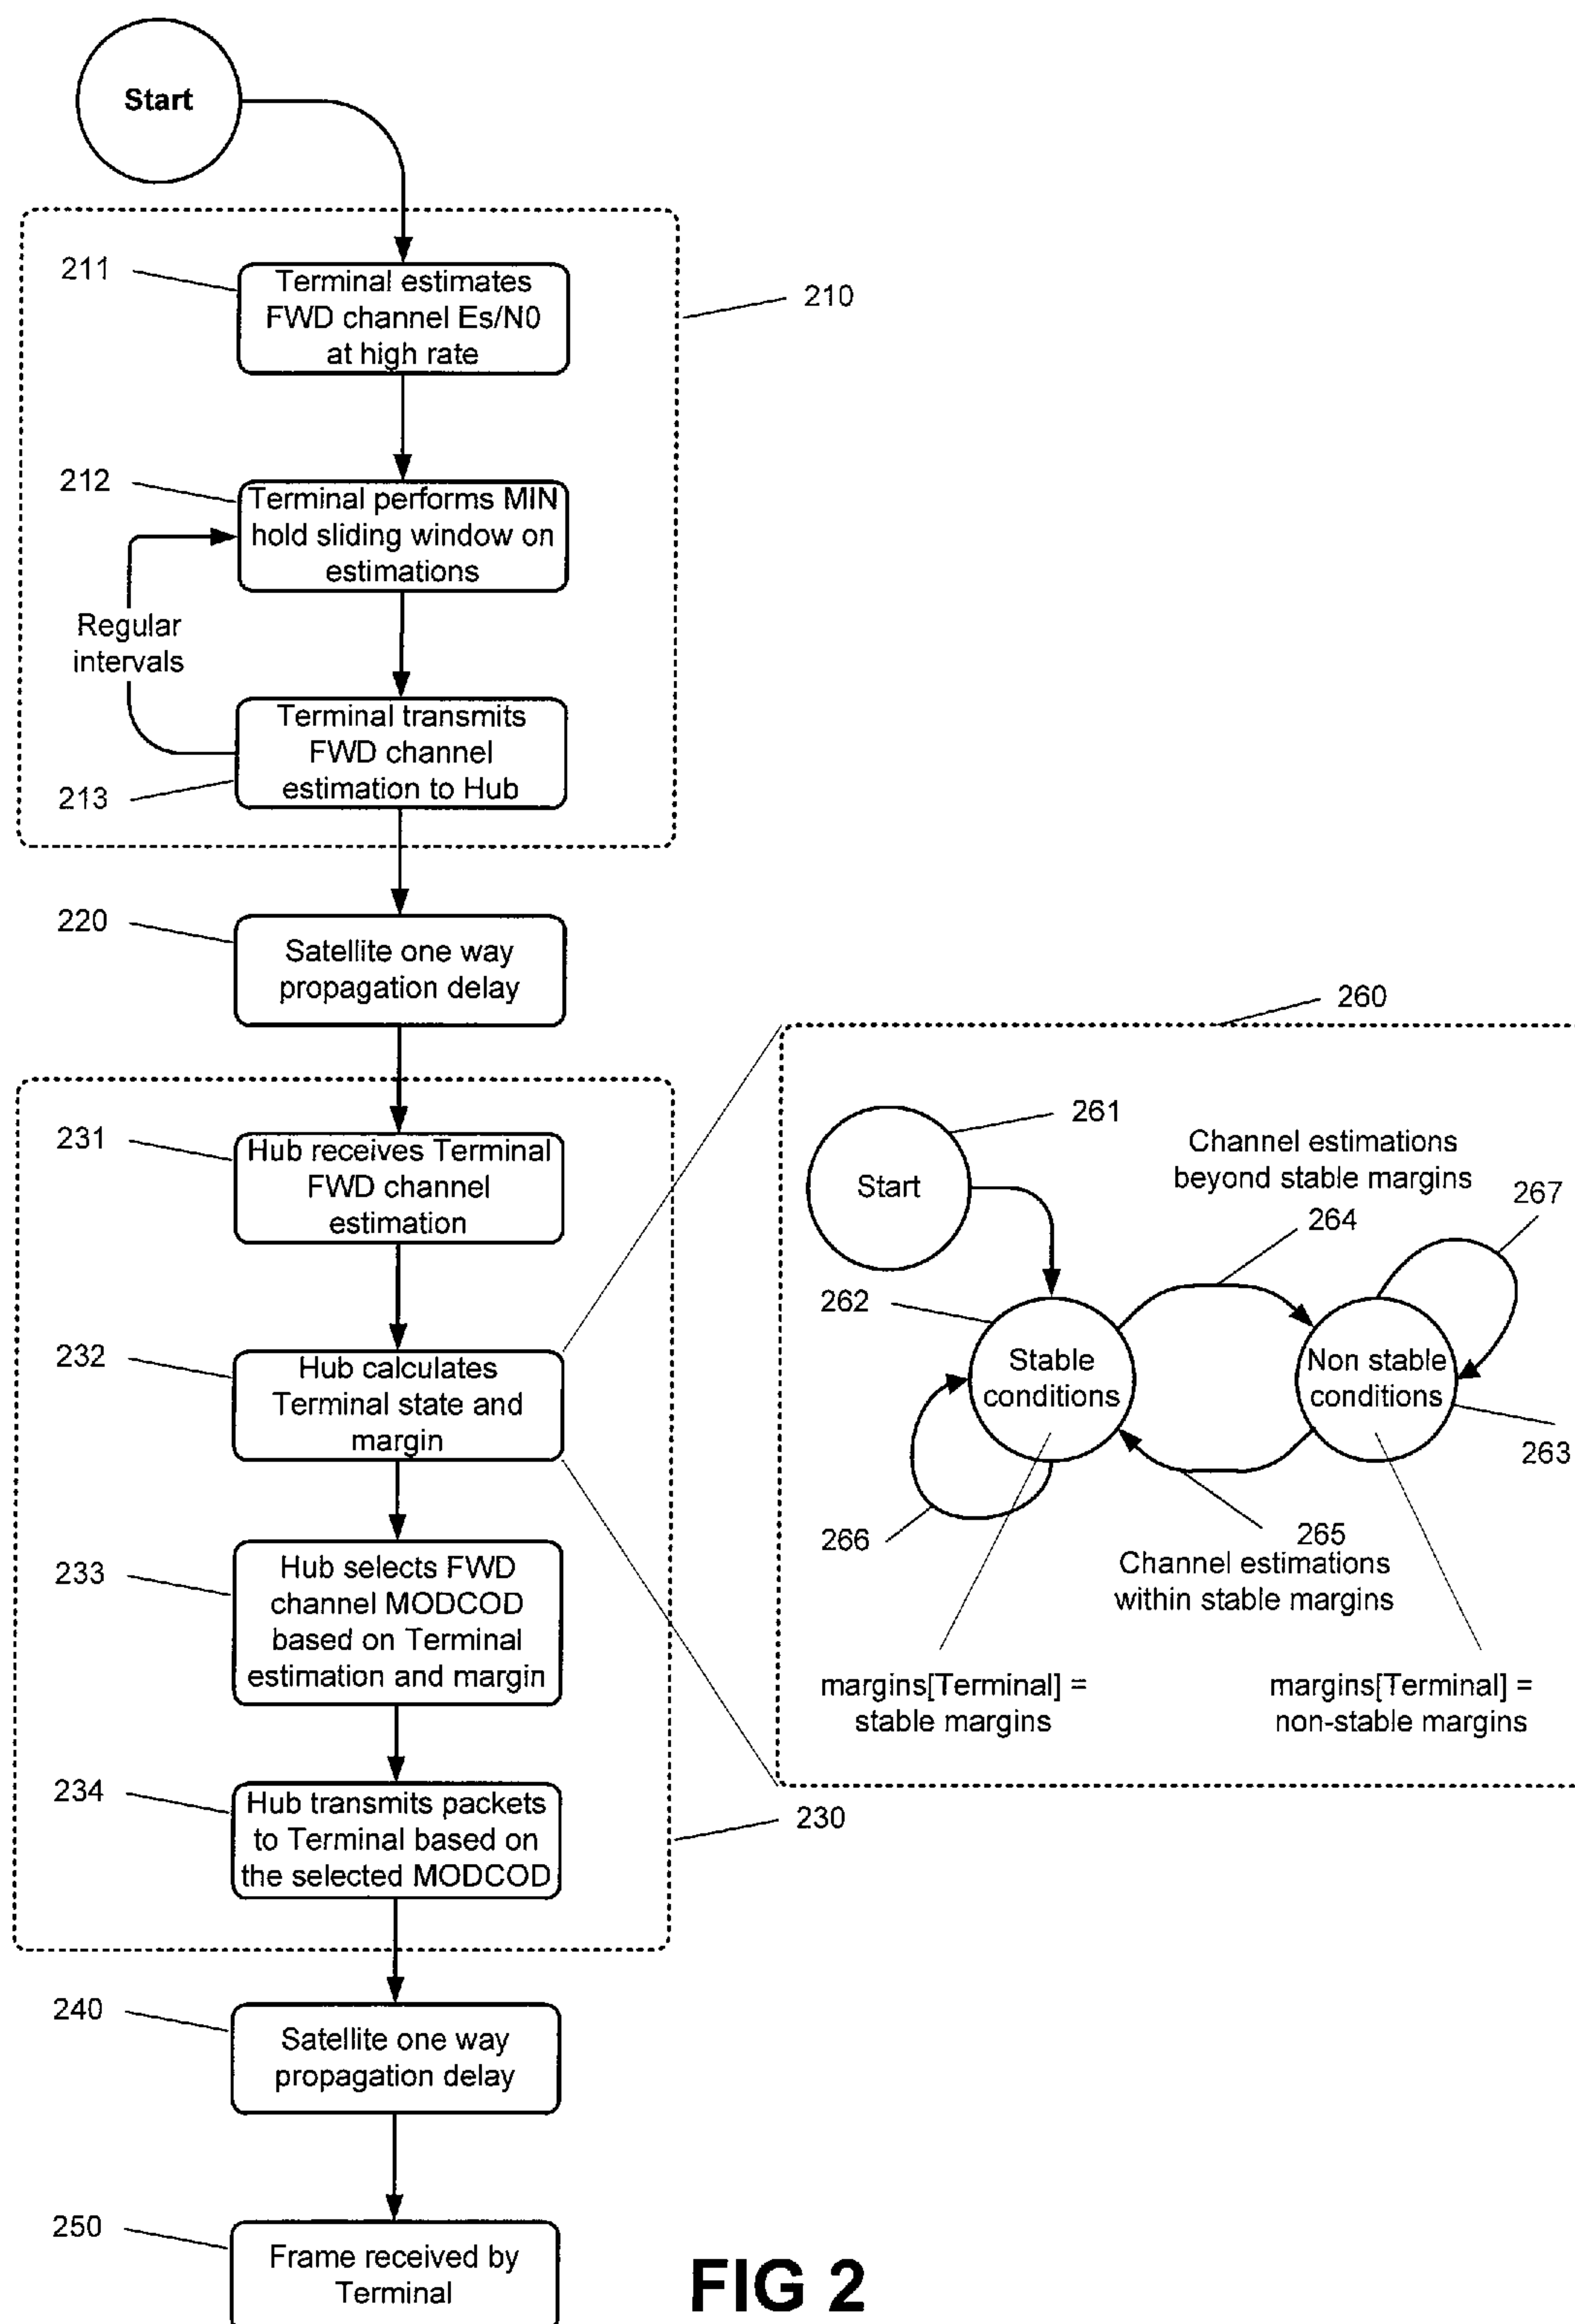 Start
211
Terminal estimates
FWD channel Es/N0
at high rate
210
212
Terminal performs MIN
hold sliding window on
estimations
Regular
intervals
Terminal transmits
FWD channel
estimation to Hub
213
220
Satellite one way
propagation delay
231
Hub receives Terminal
FWD channel
estimation
232
Hub calculates
Terminal state and
margin
233
Hub selects FWD
channel MODCOD
based on Terminal
estimation and margin
234
Hub transmits packets
to Terminal based on
the selected MODCOD
230
240
Satellite one way
propagation delay
250
Frame received by
Terminal
260
261
Start
Channel estimations
beyond stable margins
264
267
262
Stable
conditions
Non stable
conditions
263
266
265
Channel estimations
within stable margins
margins[Terminal] =
stable margins
margins[Terminal] =
non-stable margins
FIG 2